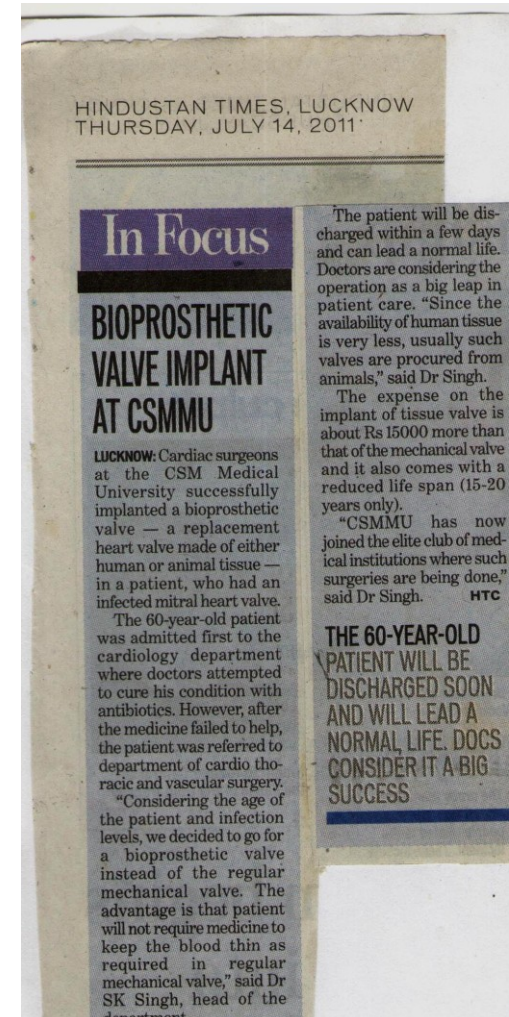 HINDUSTAN TIMES, LUCKNOW
THURSDAY, JULY 14, 2011
In Focus
BIOPROSTHETIC
VALVE IMPLANT
AT CSMMU
LUCKNOW: Cardiac surgeons
at the CSM Medical
University successfully
implanted a bioprosthetic
valve — a replacement
heart valve made of either
human or animal tissue —
in a patient, who had an
infected mitral heart valve.
The 60-year-old patient
was admitted first to the
cardiology department
where doctors attempted
to cure his condition with
antibiotics. However, after
the medicine failed to help,
the patient was referred to
department of cardio tho-
racic and vascular surgery.
“Considering the age of
the patient and infection
levels, we decided to go for
a bioprosthetic valve
instead of the regular
mechanical valve. The
advantage is that patient
will not require medicine to
keep the blood thin as
required in regular
mechanical valve,” said Dr
SK Singh, head of the
department.
The patient will be dis-
charged within a few days
and can lead a normal life.
Doctors are considering the
operation as a big leap in
patient care. “Since the
availability of human tissue
is very less, usually such
valves are procured from
animals,” said Dr Singh.
The expense on the
implant of tissue valve is
about Rs 15000 more than
that of the mechanical valve
and it also comes with a
reduced life span (15-20
years only).
“CSMMU has now
joined the elite club of med-
ical institutions where such
surgeries are being done,”
said Dr Singh. HTC
THE 60-YEAR-OLD
PATIENT WILL BE
DISCHARGED SOON
AND WILL LEAD A
NORMAL LIFE. DOCS
CONSIDER IT A BIG
SUCCESS